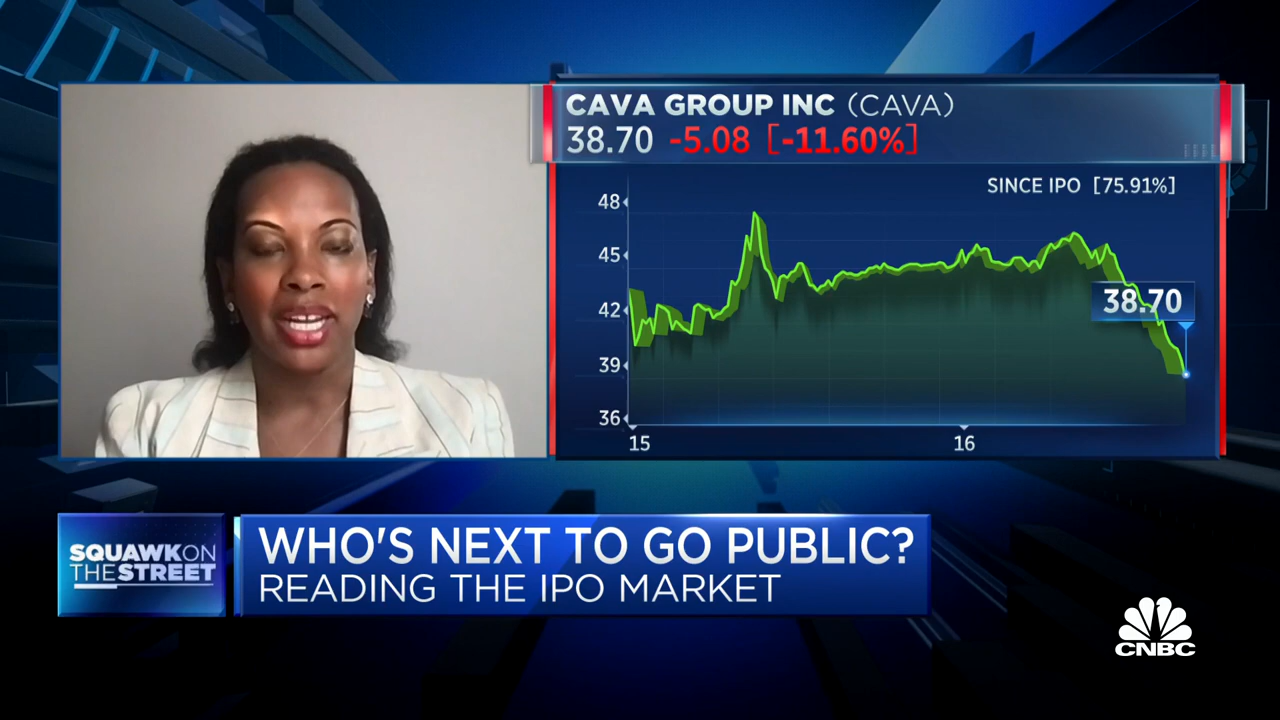 CAVA GROUP INC (CAVA)
38.70 -5.08 [-11.60%]
SINCE IPO [75.91%]
48
45
42
39
36
38.70
15
16
SQUAWK ON
THE STREET
WHO'S NEXT TO GO PUBLIC?
READING THE IPO MARKET
CNBC